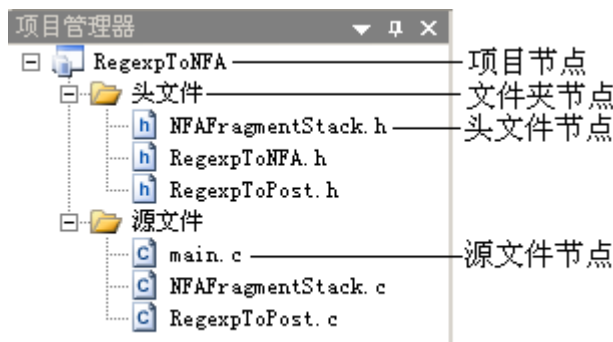 项目管理器
RegexpToNFA 项目节点
头文件 文件夹节点
NFAFragmentStack.h 头文件节点
RegexpToNFA.h
RegexpToPost.h
源文件
main.c 源文件节点
NFAFragmentStack.c
RegexpToPost.c